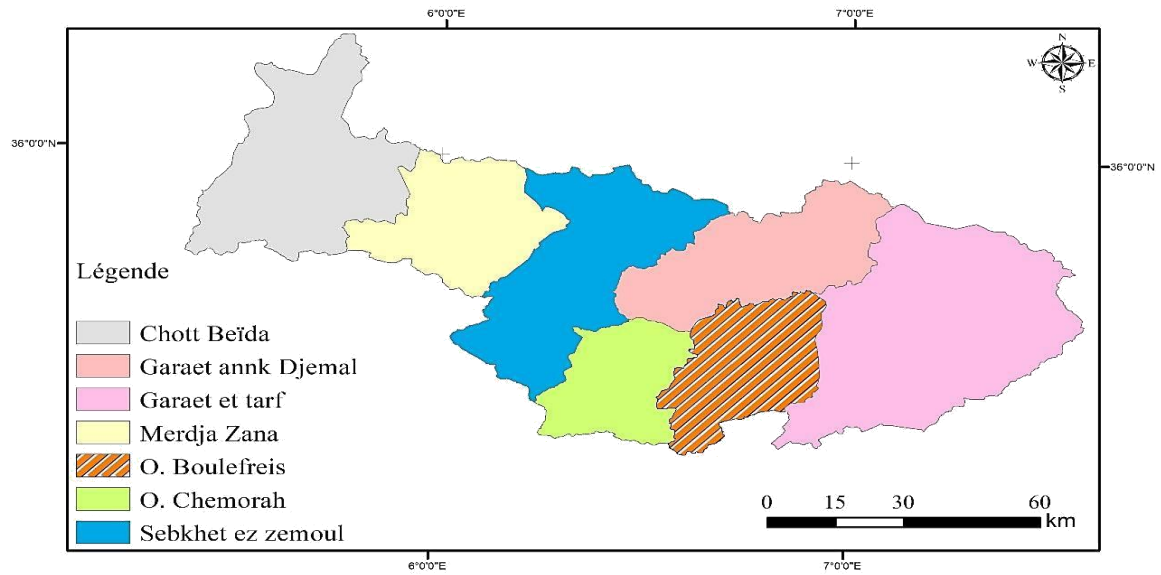 6°0'0"E 7°0'0"E
N
W E
S
36°0'0"N 36°0'0"N
Légende
Chott Beïda
Garaet annk Djemal
Garaet et tarf
Merdja Zana
O. Boulefreis
O. Chemorah
Sebkhet ez zemoul
0 15 30 60
km
6°0'0"E 7°0'0"E